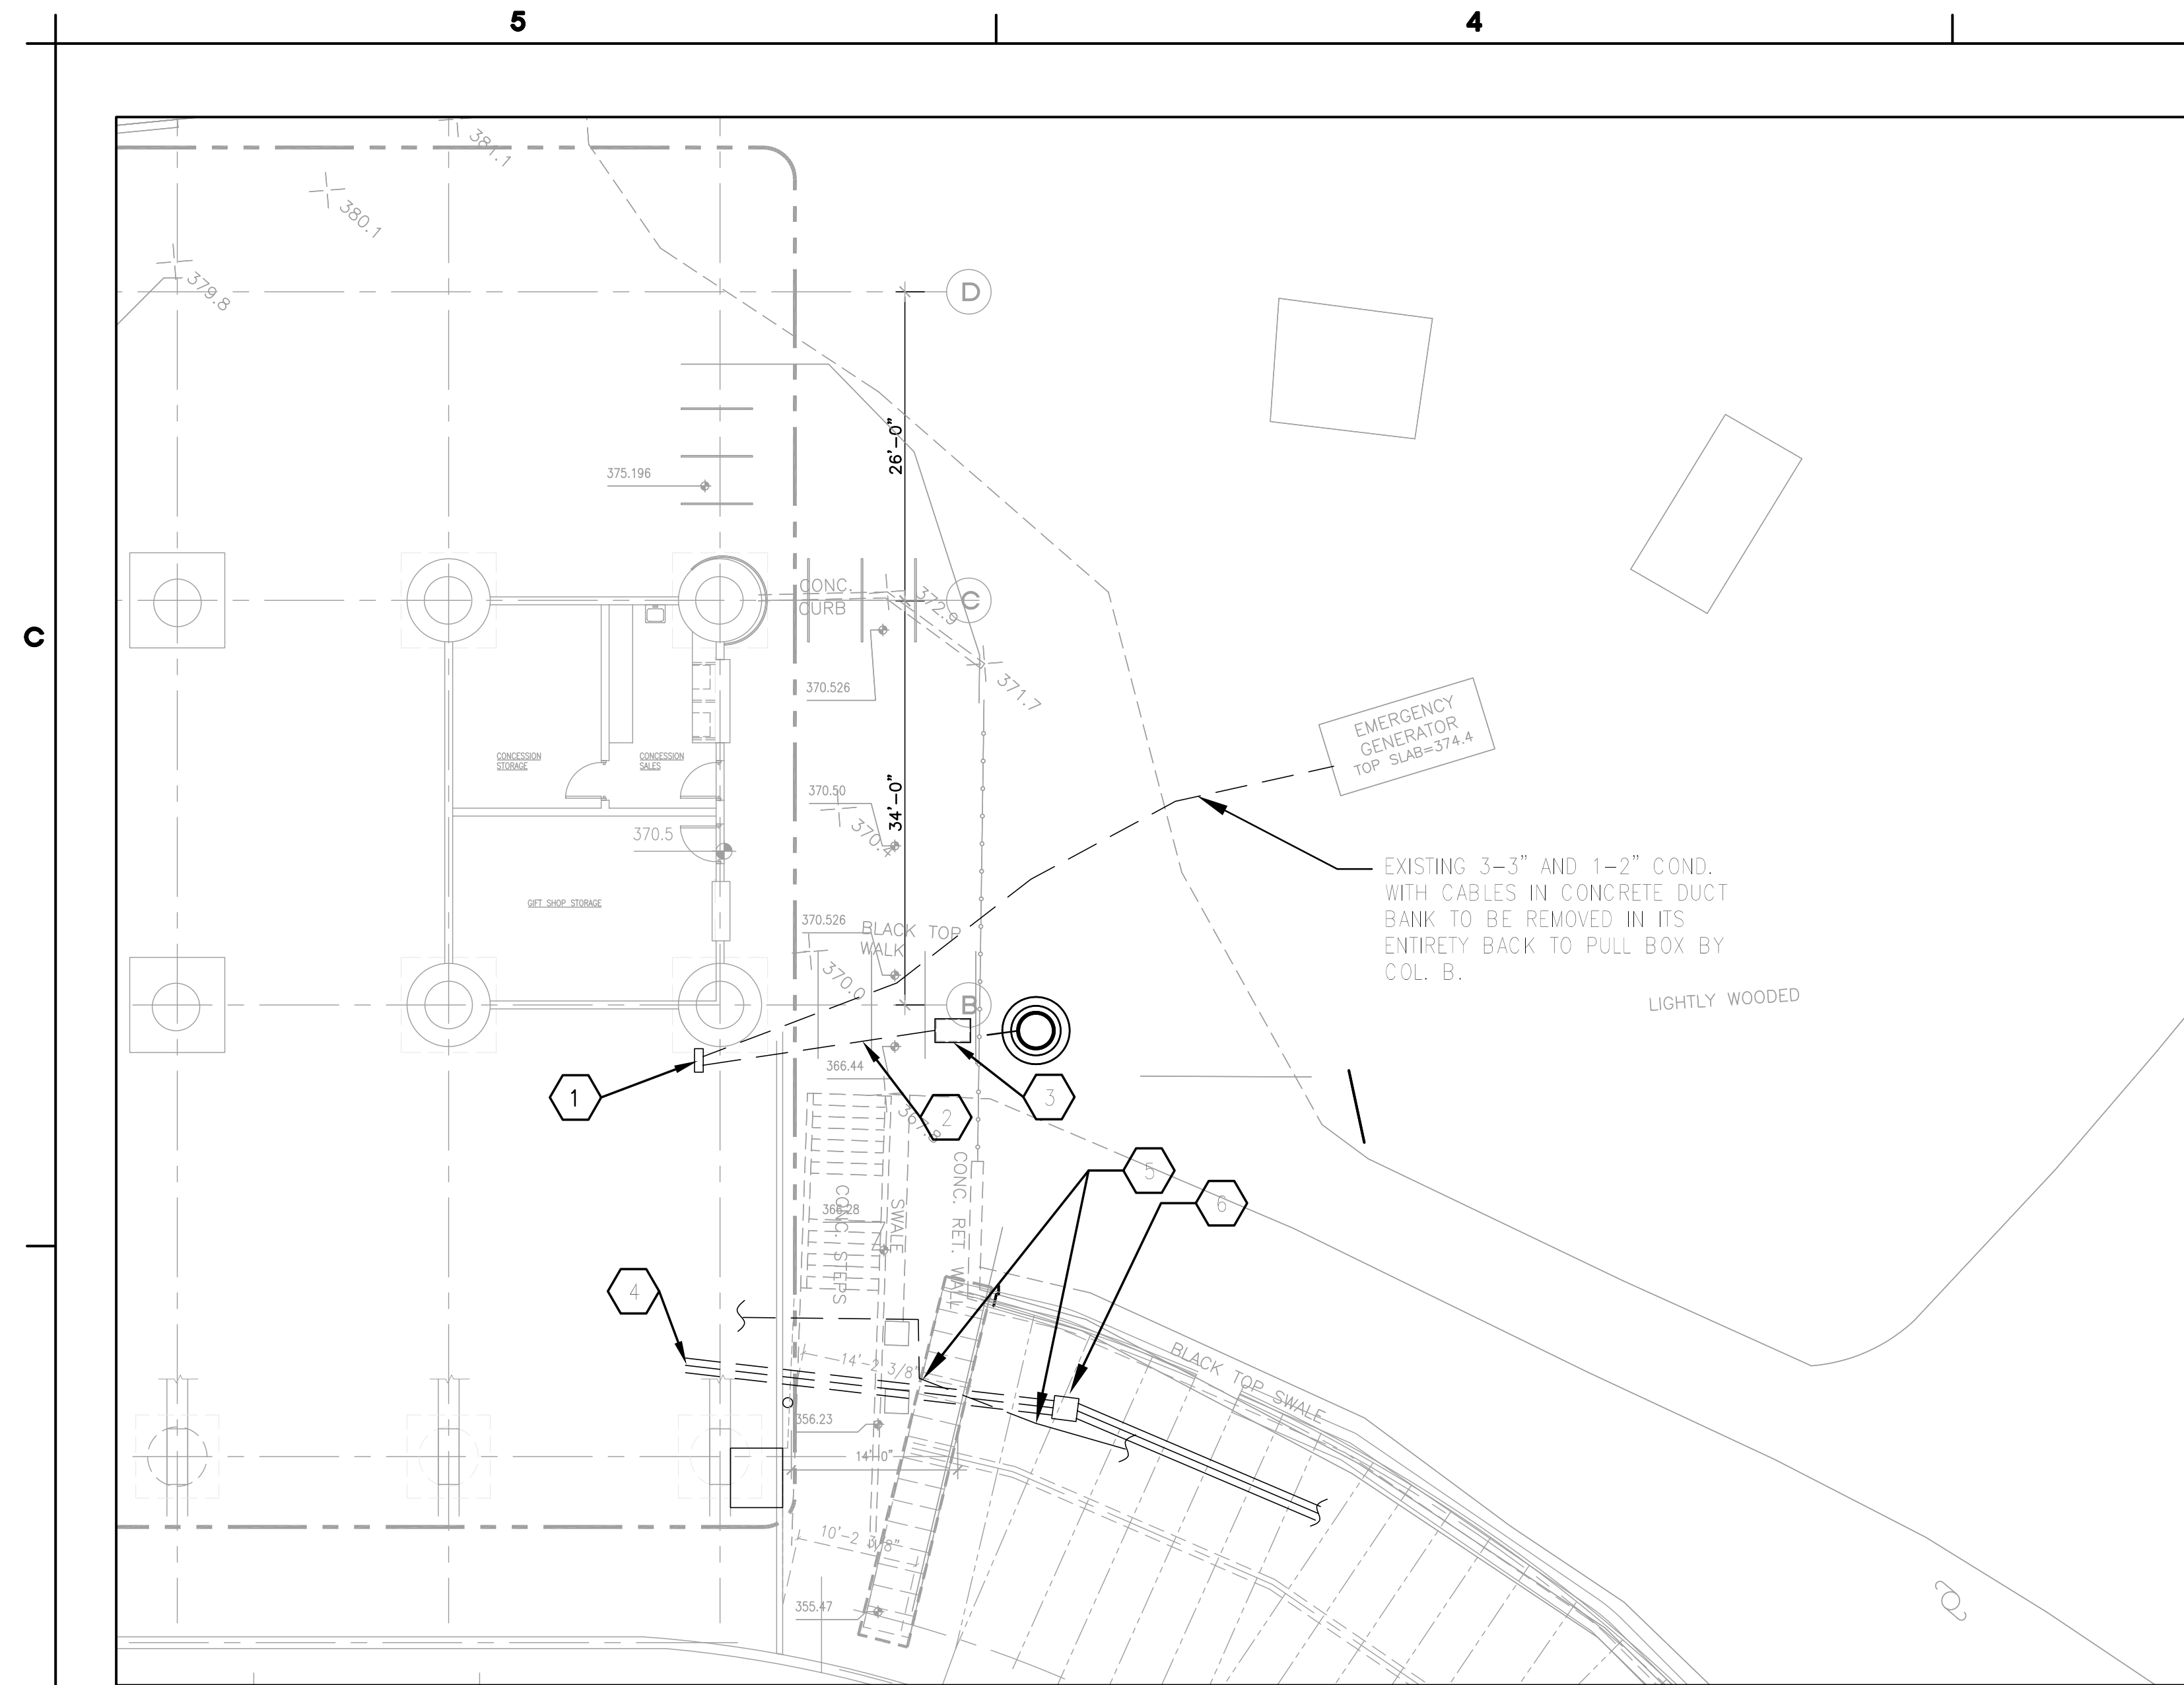 5
4
C
381.1
380.1
379.8
D
26'-0"
375.196
CONC.
CURB
372.9
C
370.526
371.7
EMERGENCY
GENERATOR
TOP SLAB=374.4
CONCESSION
STORAGE
CONCESSION
SALES
370.50
34'-0"
370.4
370.5
EXISTING 3-3" AND 1-2" COND.
WITH CABLES IN CONCRETE DUCT
BANK TO BE REMOVED IN ITS
ENTIRETY BACK TO PULL BOX BY
COL. B.
GIFT SHOP STORAGE
370.526
BLACK TOP
WALK
370.0
B
LIGHTLY WOODED
366.44
1
2
3
5
6
CONC. STEPS
366.28
SWALE
CONC. RET. WALL
4
14'-2 3/8"
BLACK TOP SWALE
356.23
14'-0"
10'-2 3/8"
355.47